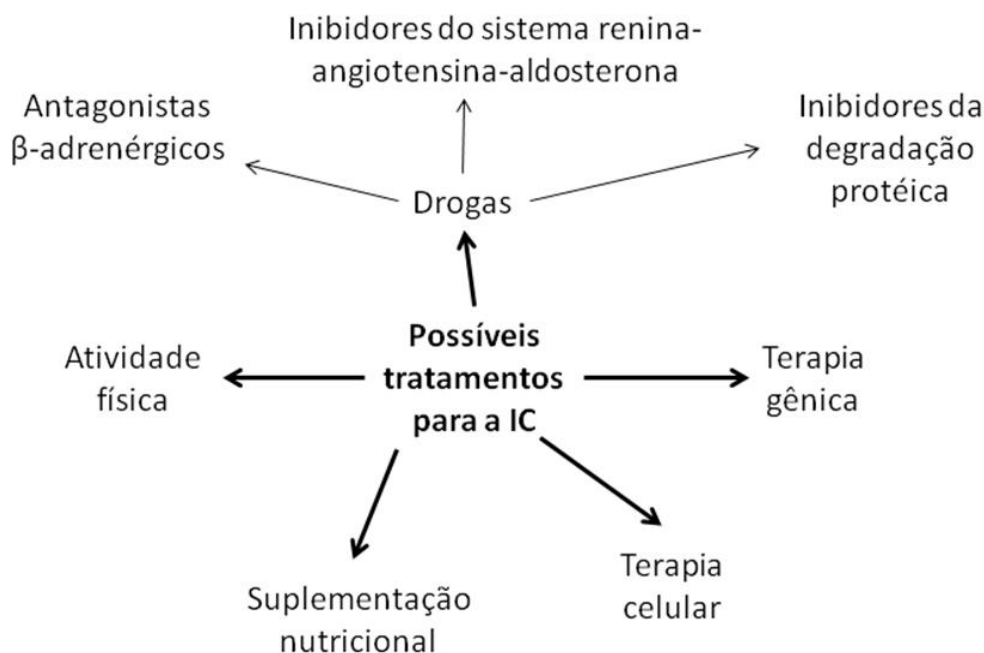 Inibidores do sistema renina-
angiotensina-aldosterona
Antagonistas
β-adrenérgicos
Inibidores da
degradação
protéica
Drogas
Possíveis
tratamentos
para a IC
Atividade
física
Terapia
gênica
Suplementação
nutricional
Terapia
celular